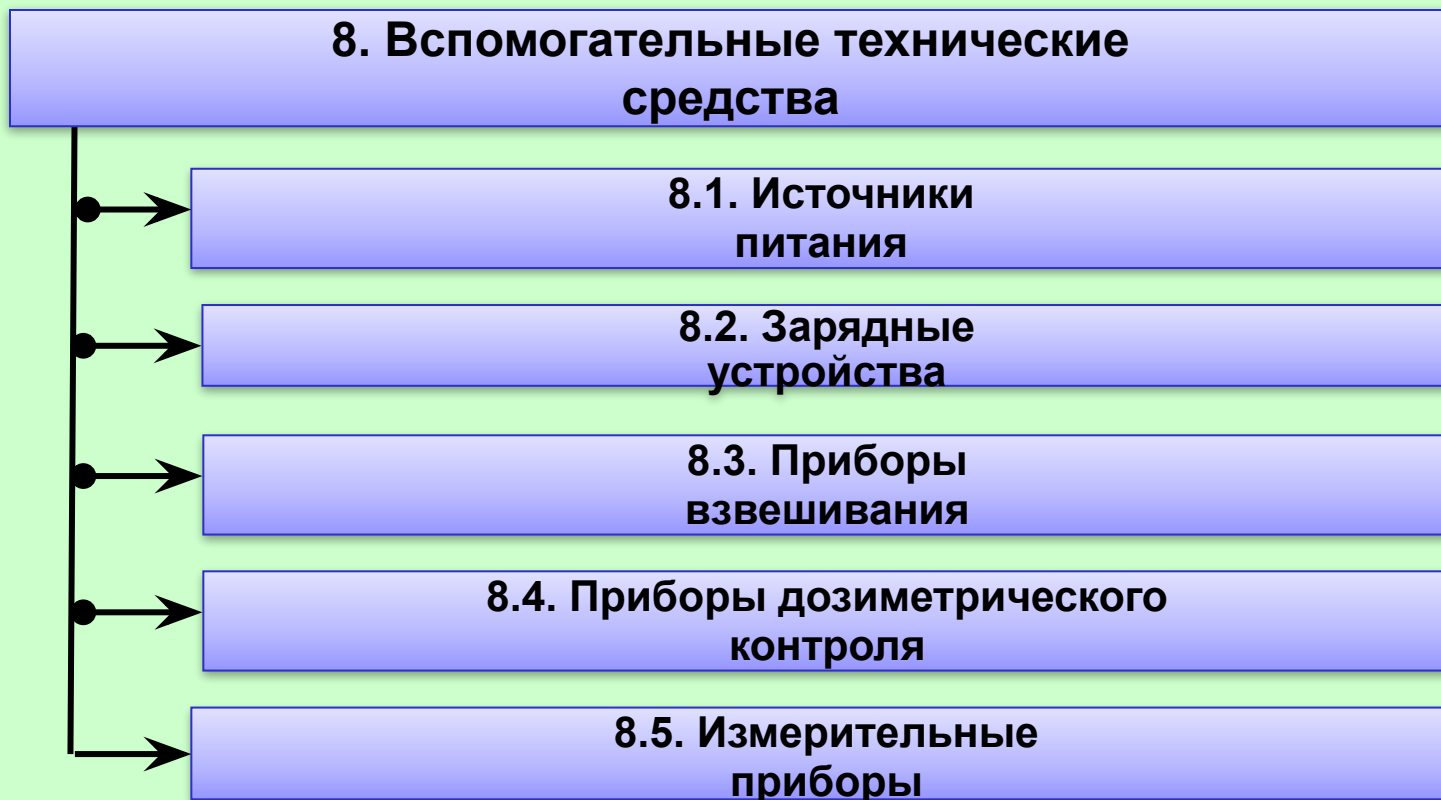 8. Вспомогательные технические
средства
8.1. Источники
питания
8.2. Зарядные
устройства
8.3. Приборы
взвешивания
8.4. Приборы дозиметрического
контроля
8.5. Измерительные
приборы